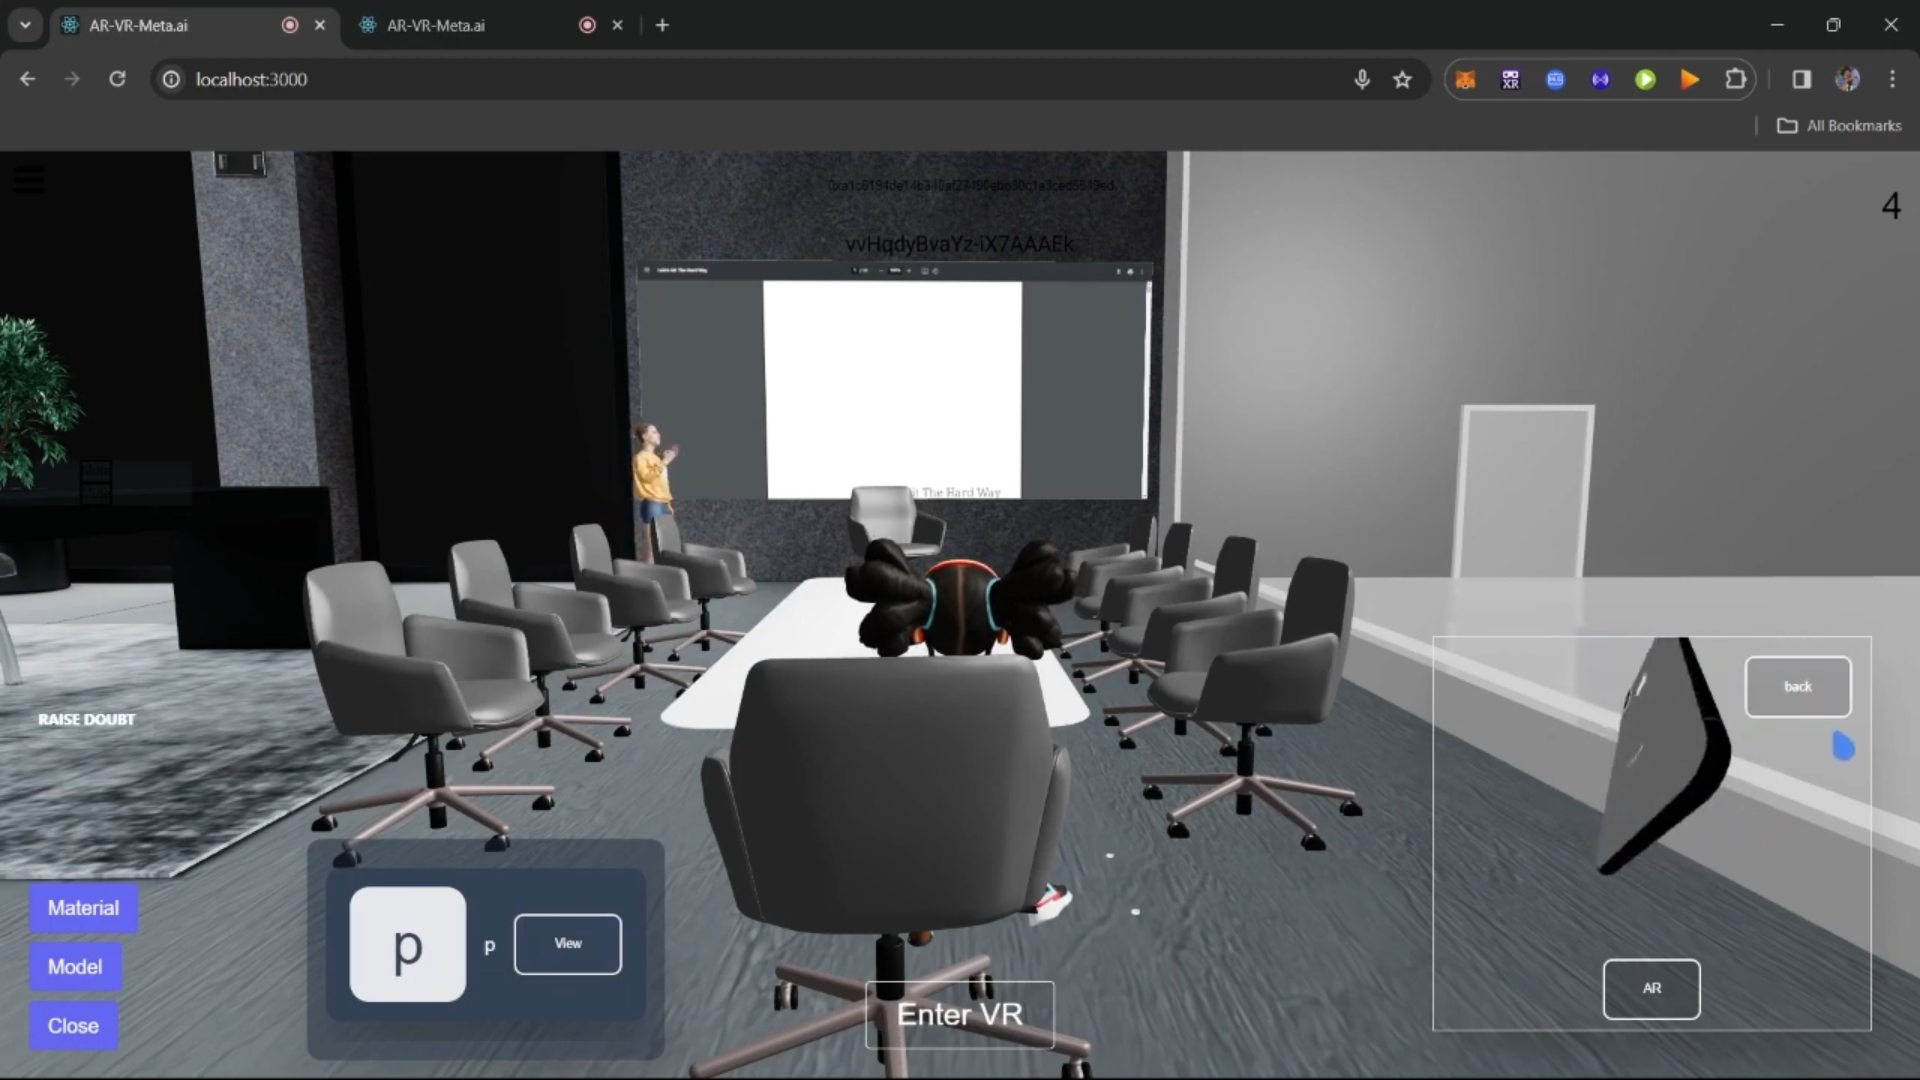 AR-VR-Meta.ai
AR-VR-Meta.ai
localhost:3000
XR
All Bookmarks
4
vvHqdyBvaYz-iX7AAAEk
The Hard Way
RAISE DOUBT
back
Material
Model
Close
p
p
View
Enter VR
AR